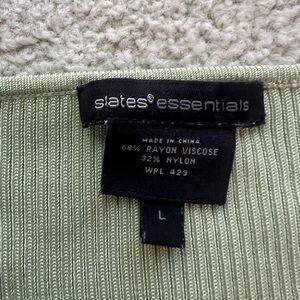 slates® essentials
MADE IN CHINA
68% RAYON VISCOSE
32% NYLON
WPL 423
L